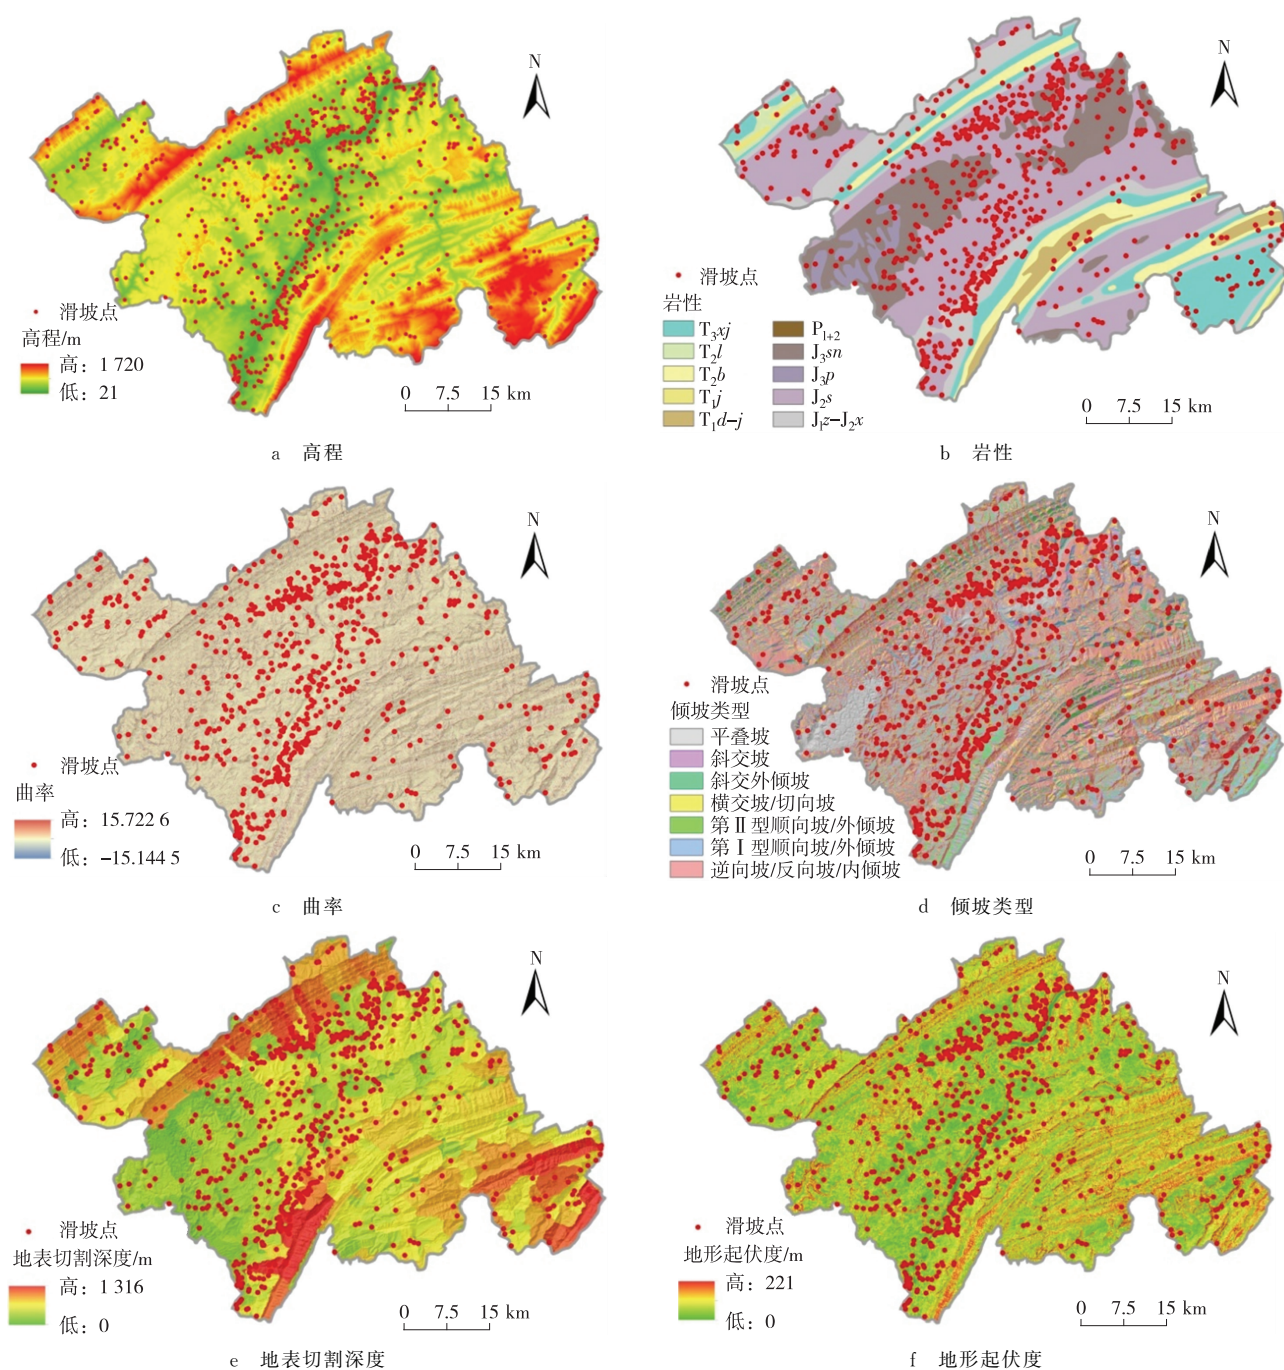 N
滑坡点
高程/m
高: 1 720
低: 21
0 7.5 15 km
a 高程
N
滑坡点
岩性
T3xj
T2l
T2b
T1j
T1d-j
P1+2
J3sn
J3p
J2s
J1z-J2x
0 7.5 15 km
b 岩性
N
滑坡点
曲率
高: 15.722 6
低: -15.144 5
0 7.5 15 km
c 曲率
N
滑坡点
倾坡类型
平叠坡
斜交坡
斜交外倾坡
横交坡/切向坡
第Ⅱ型顺向坡/外倾坡
第Ⅰ型顺向坡/外倾坡
逆向坡/反向坡/内倾坡
0 7.5 15 km
d 倾坡类型
N
滑坡点
地表切割深度/m
高: 1 316
低: 0
0 7.5 15 km
e 地表切割深度
N
滑坡点
地形起伏度/m
高: 221
低: 0
0 7.5 15 km
f 地形起伏度